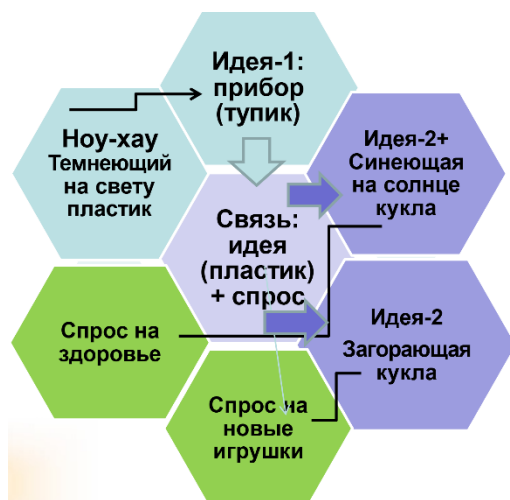 Идея-1:
прибор
(тупик)
Ноу-хау
Темнеющий
на свету
пластик
Идея-2+
Синеющая
на солнце
кукла
Связь:
идея
(пластик)
+ спрос
Спрос на
здоровье
Идея-2
Загорающая
кукла
Спрос на
новые
игрушки